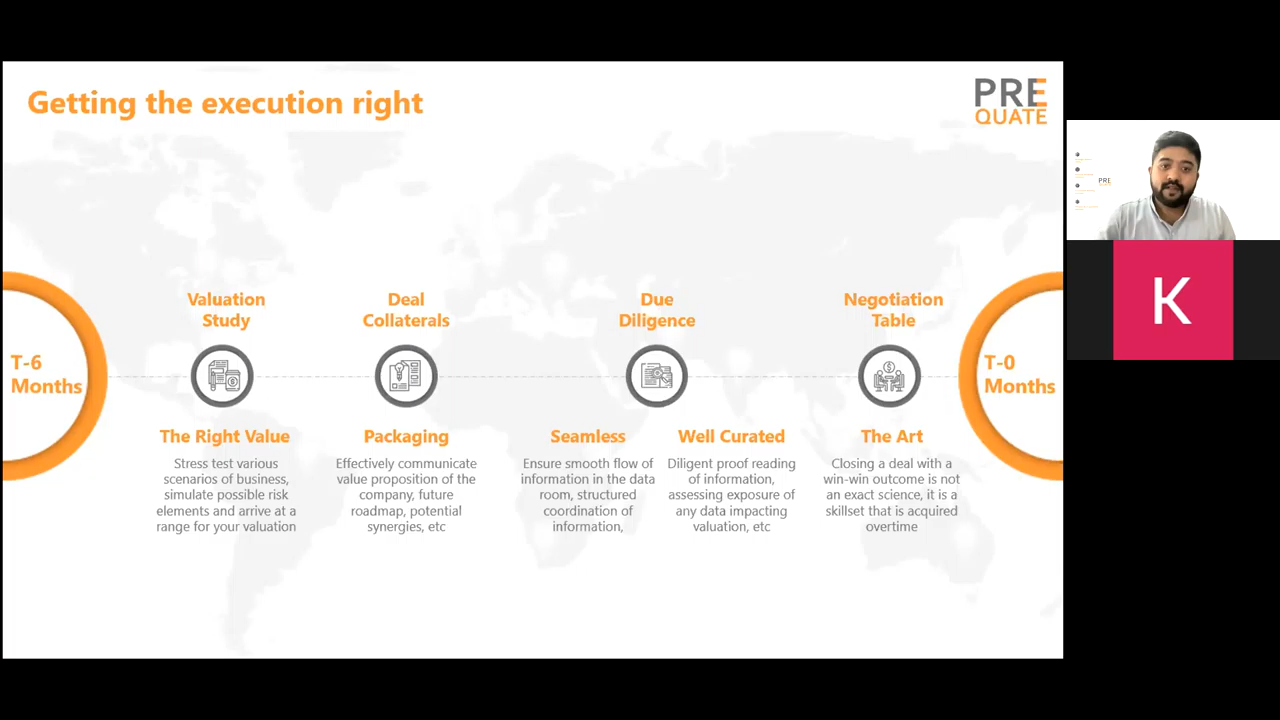 Getting the execution right
PRE
QUATE
T-6
Months
Valuation
Study
Deal
Collaterals
Due
Diligence
Negotiation
Table
T-0
Months
The Right Value
Stress test various
scenarios of business,
simulate possible risk
elements and arrive at a
range for your valuation
Packaging
Effectively communicate
value proposition of the
company, future
roadmap, potential
synergies, etc
Seamless
Ensure smooth flow of
information in the data
room, structured
coordination of
information,
Well Curated
Diligent proof reading
of information,
assessing exposure of
any data impacting
valuation, etc
The Art
Closing a deal with a
win-win outcome is not
an exact science, it is a
skillset that is acquired
overtime
PRE
K